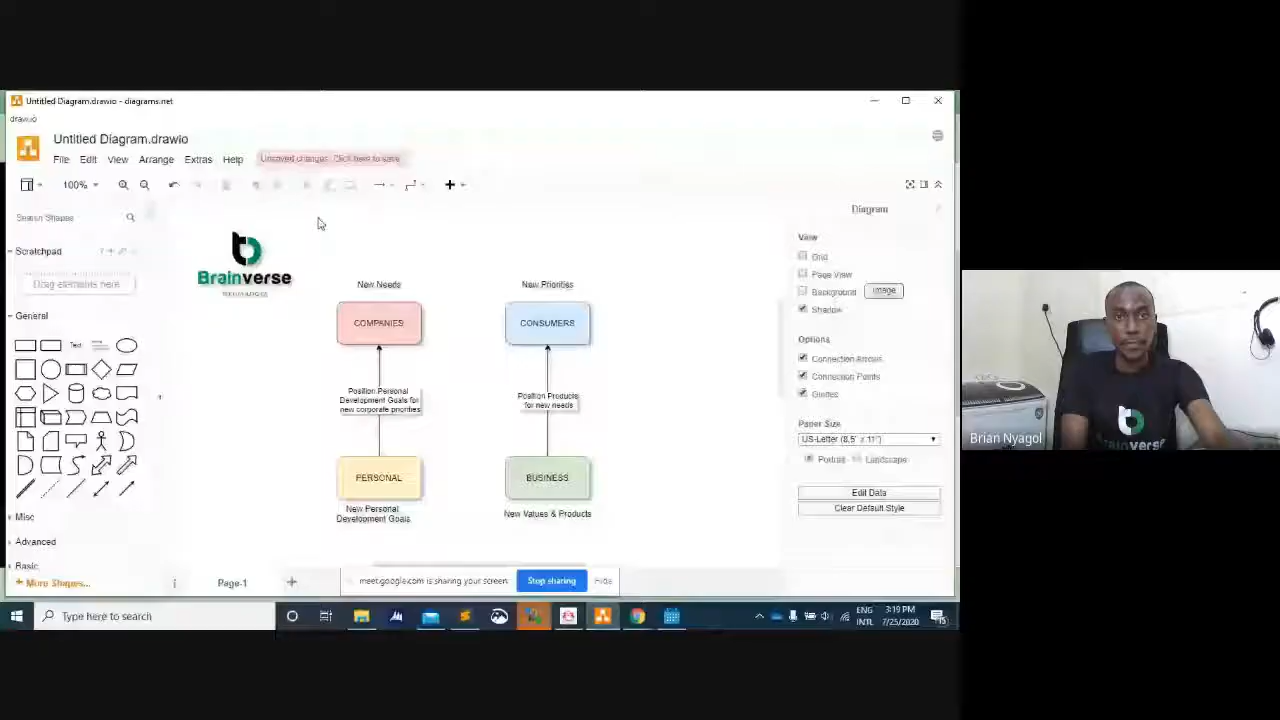 Untitled Diagram.drawio - diagrams.net
draw.io
Untitled Diagram.drawio
File Edit View Arrange Extras Help
Unsaved changes. Click here to save.
100%
Search Shapes
Scratchpad
Drag elements here
General
Text
Misc
Advanced
Basic
+ More Shapes...
Brainverse
New Needs
COMPANIES
Position Personal
Development Goals for
new corporate priorities
PERSONAL
New Personal
Development Goals
New Priorities
CONSUMERS
Position Products
for new needs
BUSINESS
New Values & Products
Diagram
View
Grid
Page View
Background
Image
Shadow
Options
Connection Arrows
Connection Points
Guides
Paper Size
US-Letter (8,5" x 11")
Portrait
Landscape
Edit Data
Clear Default Style
Page-1
meet.google.com is sharing your screen.
Stop sharing
Hide
Type here to search
ENG
INTL
3:19 PM
7/25/2020
Brian Nyagol
Brainverse